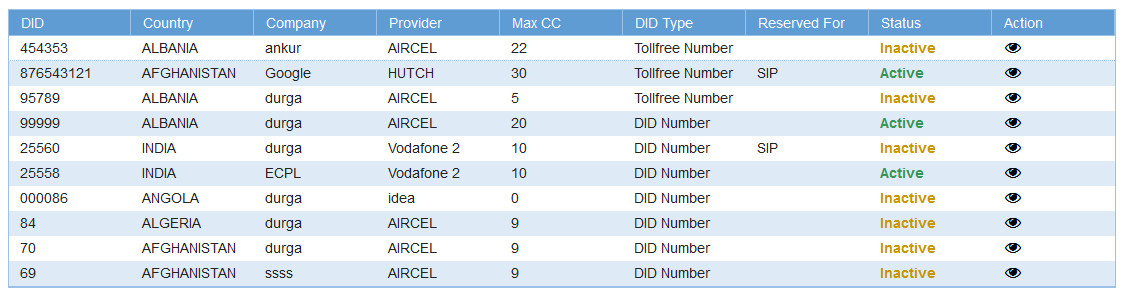 DID Country Company Provider Max CC DID Type Reserved For Status Action
454353 ALBANIA ankur AIRCEL 22 Tollfree Number Inactive
876543121 AFGHANISTAN Google HUTCH 30 Tollfree Number SIP Active
95789 ALBANIA durga AIRCEL 5 Tollfree Number Inactive
99999 ALBANIA durga AIRCEL 20 DID Number Active
25560 INDIA durga Vodafone 2 10 DID Number SIP Inactive
25558 INDIA ECPL Vodafone 2 10 DID Number Active
000086 ANGOLA durga idea 0 DID Number Inactive
84 ALGERIA durga AIRCEL 9 DID Number Inactive
70 AFGHANISTAN durga AIRCEL 9 DID Number Inactive
69 AFGHANISTAN ssss AIRCEL 9 DID Number Inactive